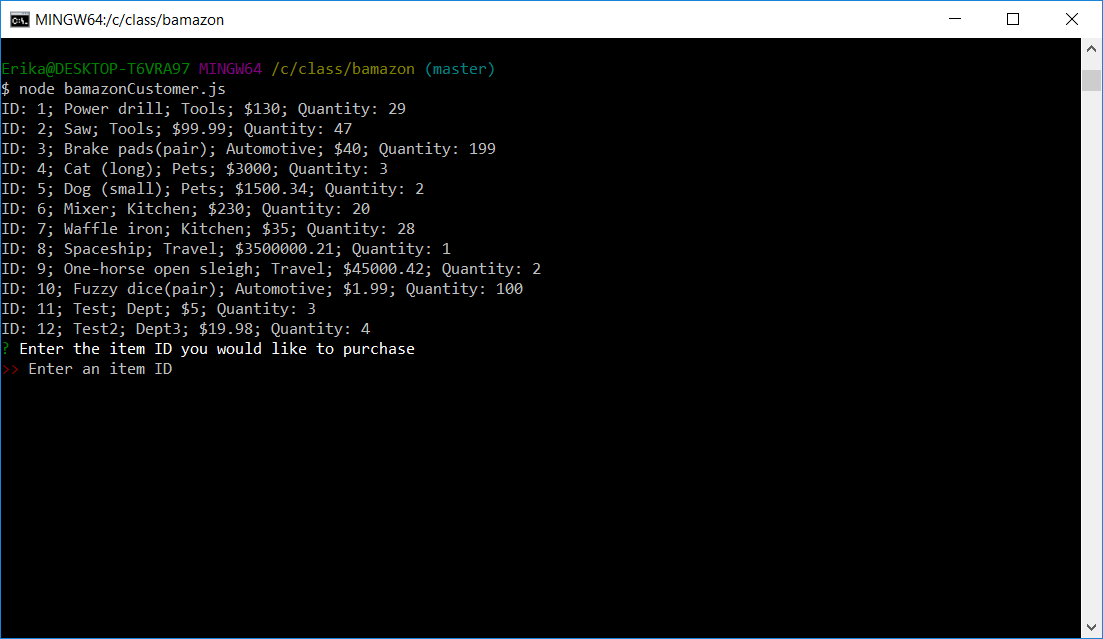 MINGW64:/c/class/bamazon
Erika@DESKTOP-T6VRA97 MINGW64 /c/class/bamazon (master)
$ node bamazonCustomer.js
ID: 1; Power drill; Tools; $130; Quantity: 29
ID: 2; Saw; Tools; $99.99; Quantity: 47
ID: 3; Brake pads(pair); Automotive; $40; Quantity: 199
ID: 4; Cat (long); Pets; $3000; Quantity: 3
ID: 5; Dog (small); Pets; $1500.34; Quantity: 2
ID: 6; Mixer; Kitchen; $230; Quantity: 20
ID: 7; Waffle iron; Kitchen; $35; Quantity: 28
ID: 8; Spaceship; Travel; $3500000.21; Quantity: 1
ID: 9; One-horse open sleigh; Travel; $45000.42; Quantity: 2
ID: 10; Fuzzy dice(pair); Automotive; $1.99; Quantity: 100
ID: 11; Test; Dept; $5; Quantity: 3
ID: 12; Test2; Dept3; $19.98; Quantity: 4
? Enter the item ID you would like to purchase
>> Enter an item ID